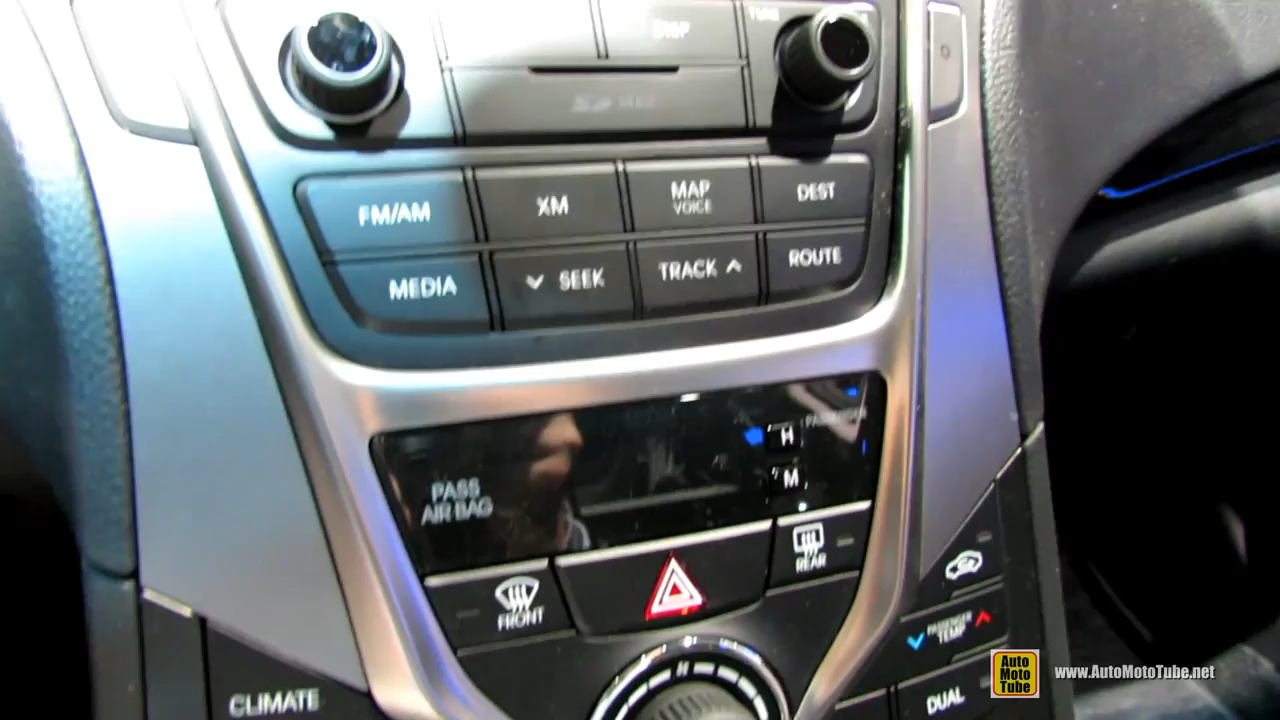 DISP
TUNE
FM/AM
XM
MAP
VOICE
DEST
MEDIA
SEEK
TRACK
ROUTE
H
M
PASS
AIR BAG
FRONT
REAR
PASSENGER
TEMP
CLIMATE
DUAL
Auto
Moto
Tube
www.AutoMotoTube.net